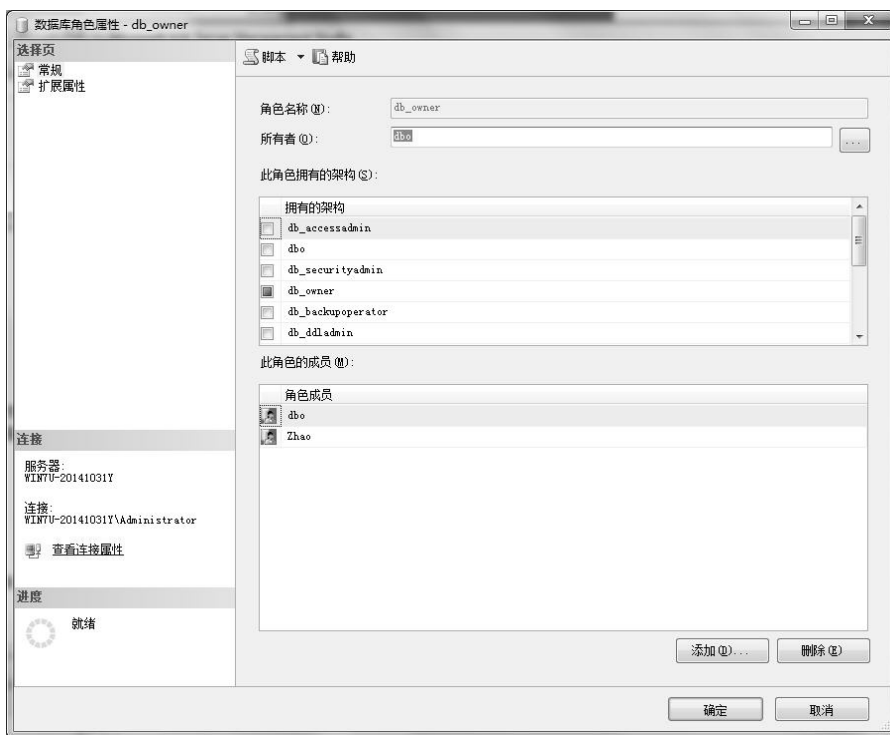 数据库角色属性 - db_owner
选择页
常规
扩展属性
脚本
帮助
角色名称(N):
db_owner
所有者(O):
dbo
...
此角色拥有的架构(S):
拥有的架构
db_accessadmin
dbo
db_securityadmin
db_owner
db_backupoperator
db_ddladmin
此角色的成员(M):
角色成员
dbo
Zhao
连接
服务器:
WIN7U-20141031Y
连接:
WIN7U-20141031Y\Administrator
查看连接属性
进度
就绪
添加(D)...
删除(E)
确定
取消